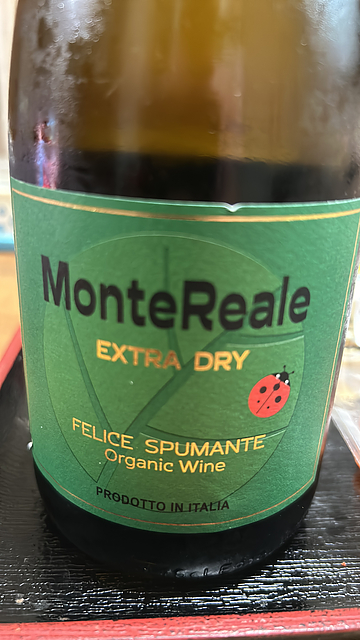 MonteReale
EXTRA DRY
FELICE SPUMANTE
Organic Wine
PRODOTTO IN ITALIA